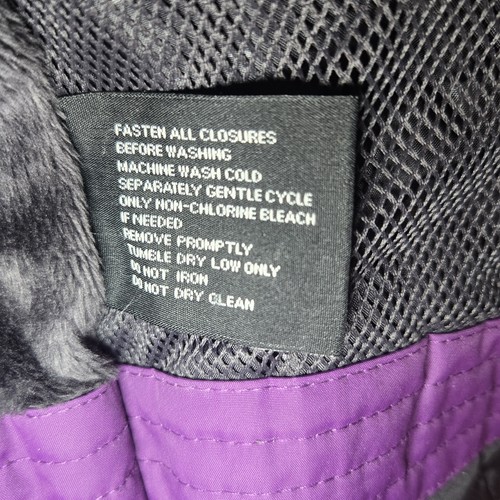 FASTEN ALL CLOSURES
BEFORE WASHING
MACHINE WASH COLD
SEPARATELY GENTLE CYCLE
ONLY NON-CHLORINE BLEACH
IF NEEDED
REMOVE PROMPTLY
TUMBLE DRY LOW ONLY
DO NOT IRON
DO NOT DRY CLEAN